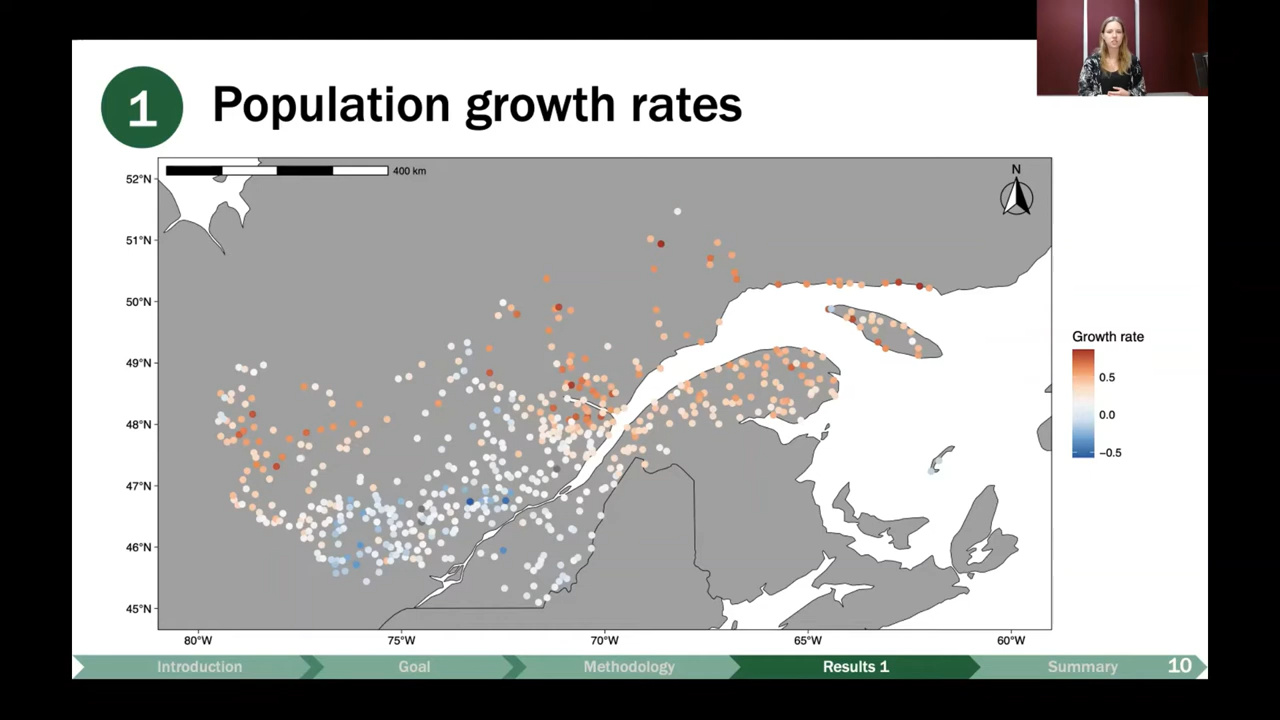 1 Population growth rates
400 km
N
52°N
51°N
50°N
49°N
48°N
47°N
46°N
45°N
80°W 75°W 70°W 65°W 60°W
Growth rate
0.5
0.0
−0.5
Introduction Goal Methodology Results 1 Summary 10